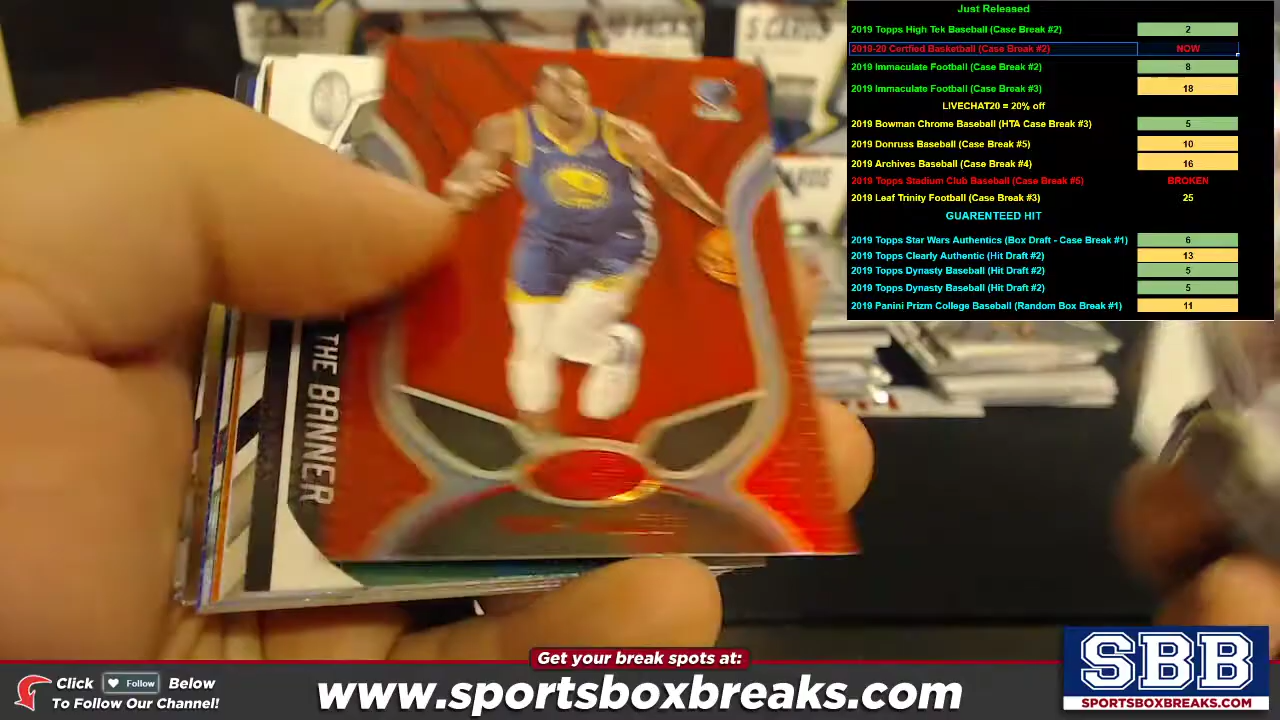 Just Released
2019 Topps High Tek Baseball (Case Break #2) 2
2019-20 Certfied Basketball (Case Break #2) NOW
2019 Immaculate Football (Case Break #2) 8
2019 Immaculate Football (Case Break #3) 18
LIVECHAT20 = 20% off
2019 Bowman Chrome Baseball (HTA Case Break #3) 5
2019 Donruss Baseball (Case Break #5) 10
2019 Archives Baseball (Case Break #4) 16
2019 Topps Stadium Club Baseball (Case Break #5) BROKEN
2019 Leaf Trinity Football (Case Break #3) 25
GUARENTEED HIT
2019 Topps Star Wars Authentics (Box Draft - Case Break #1) 6
2019 Topps Clearly Authentic (Hit Draft #2) 13
2019 Topps Dynasty Baseball (Hit Draft #2) 5
2019 Topps Dynasty Baseball (Hit Draft #2) 5
2019 Panini Prizm College Baseball (Random Box Break #1) 11
5 CARDS
PACKS
THE BANNER
Get your break spots at:
www.sportsboxbreaks.com
Click Follow Below
To Follow Our Channel!
SBB
SPORTSBOXBREAKS.COM